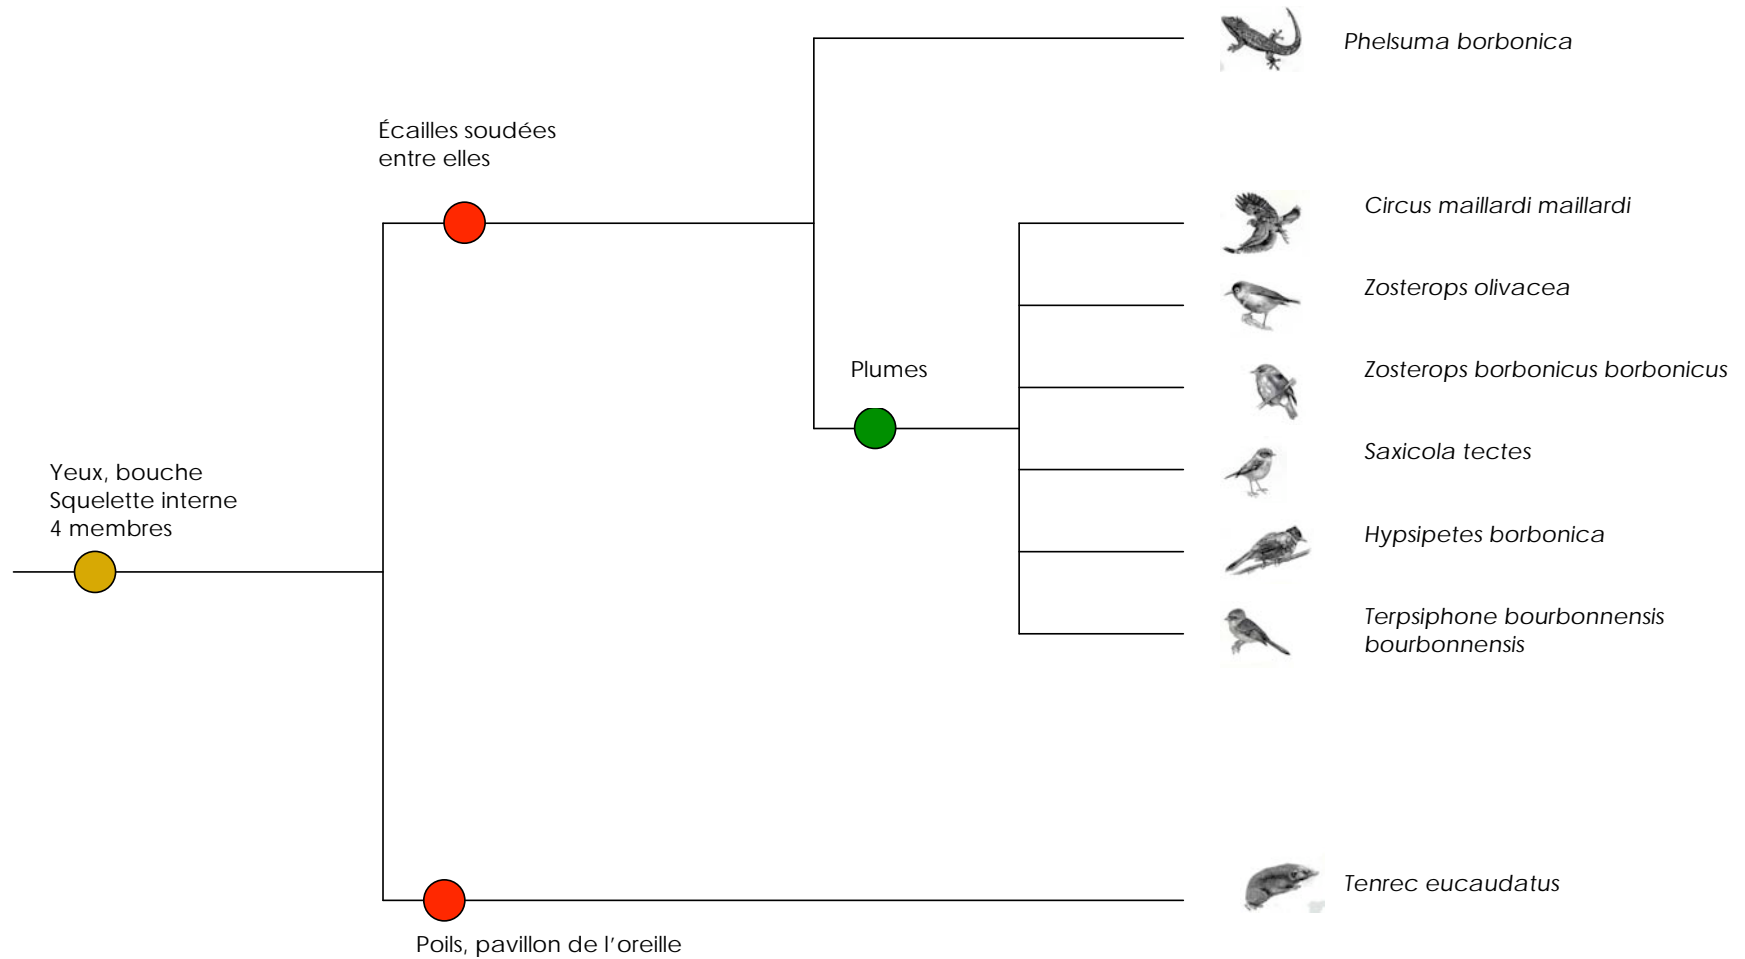 Phelsuma borbonica
Écailles soudées
entre elles
Circus maillardi maillardi
Zosterops olivacea
Plumes
Zosterops borbonicus borbonicus
Saxicola tectes
Yeux, bouche
Squelette interne
4 membres
Hypsipetes borbonica
Terpsiphone bourbonnensis
bourbonnensis
Tenrec eucaudatus
Poils, pavillon de l’oreille